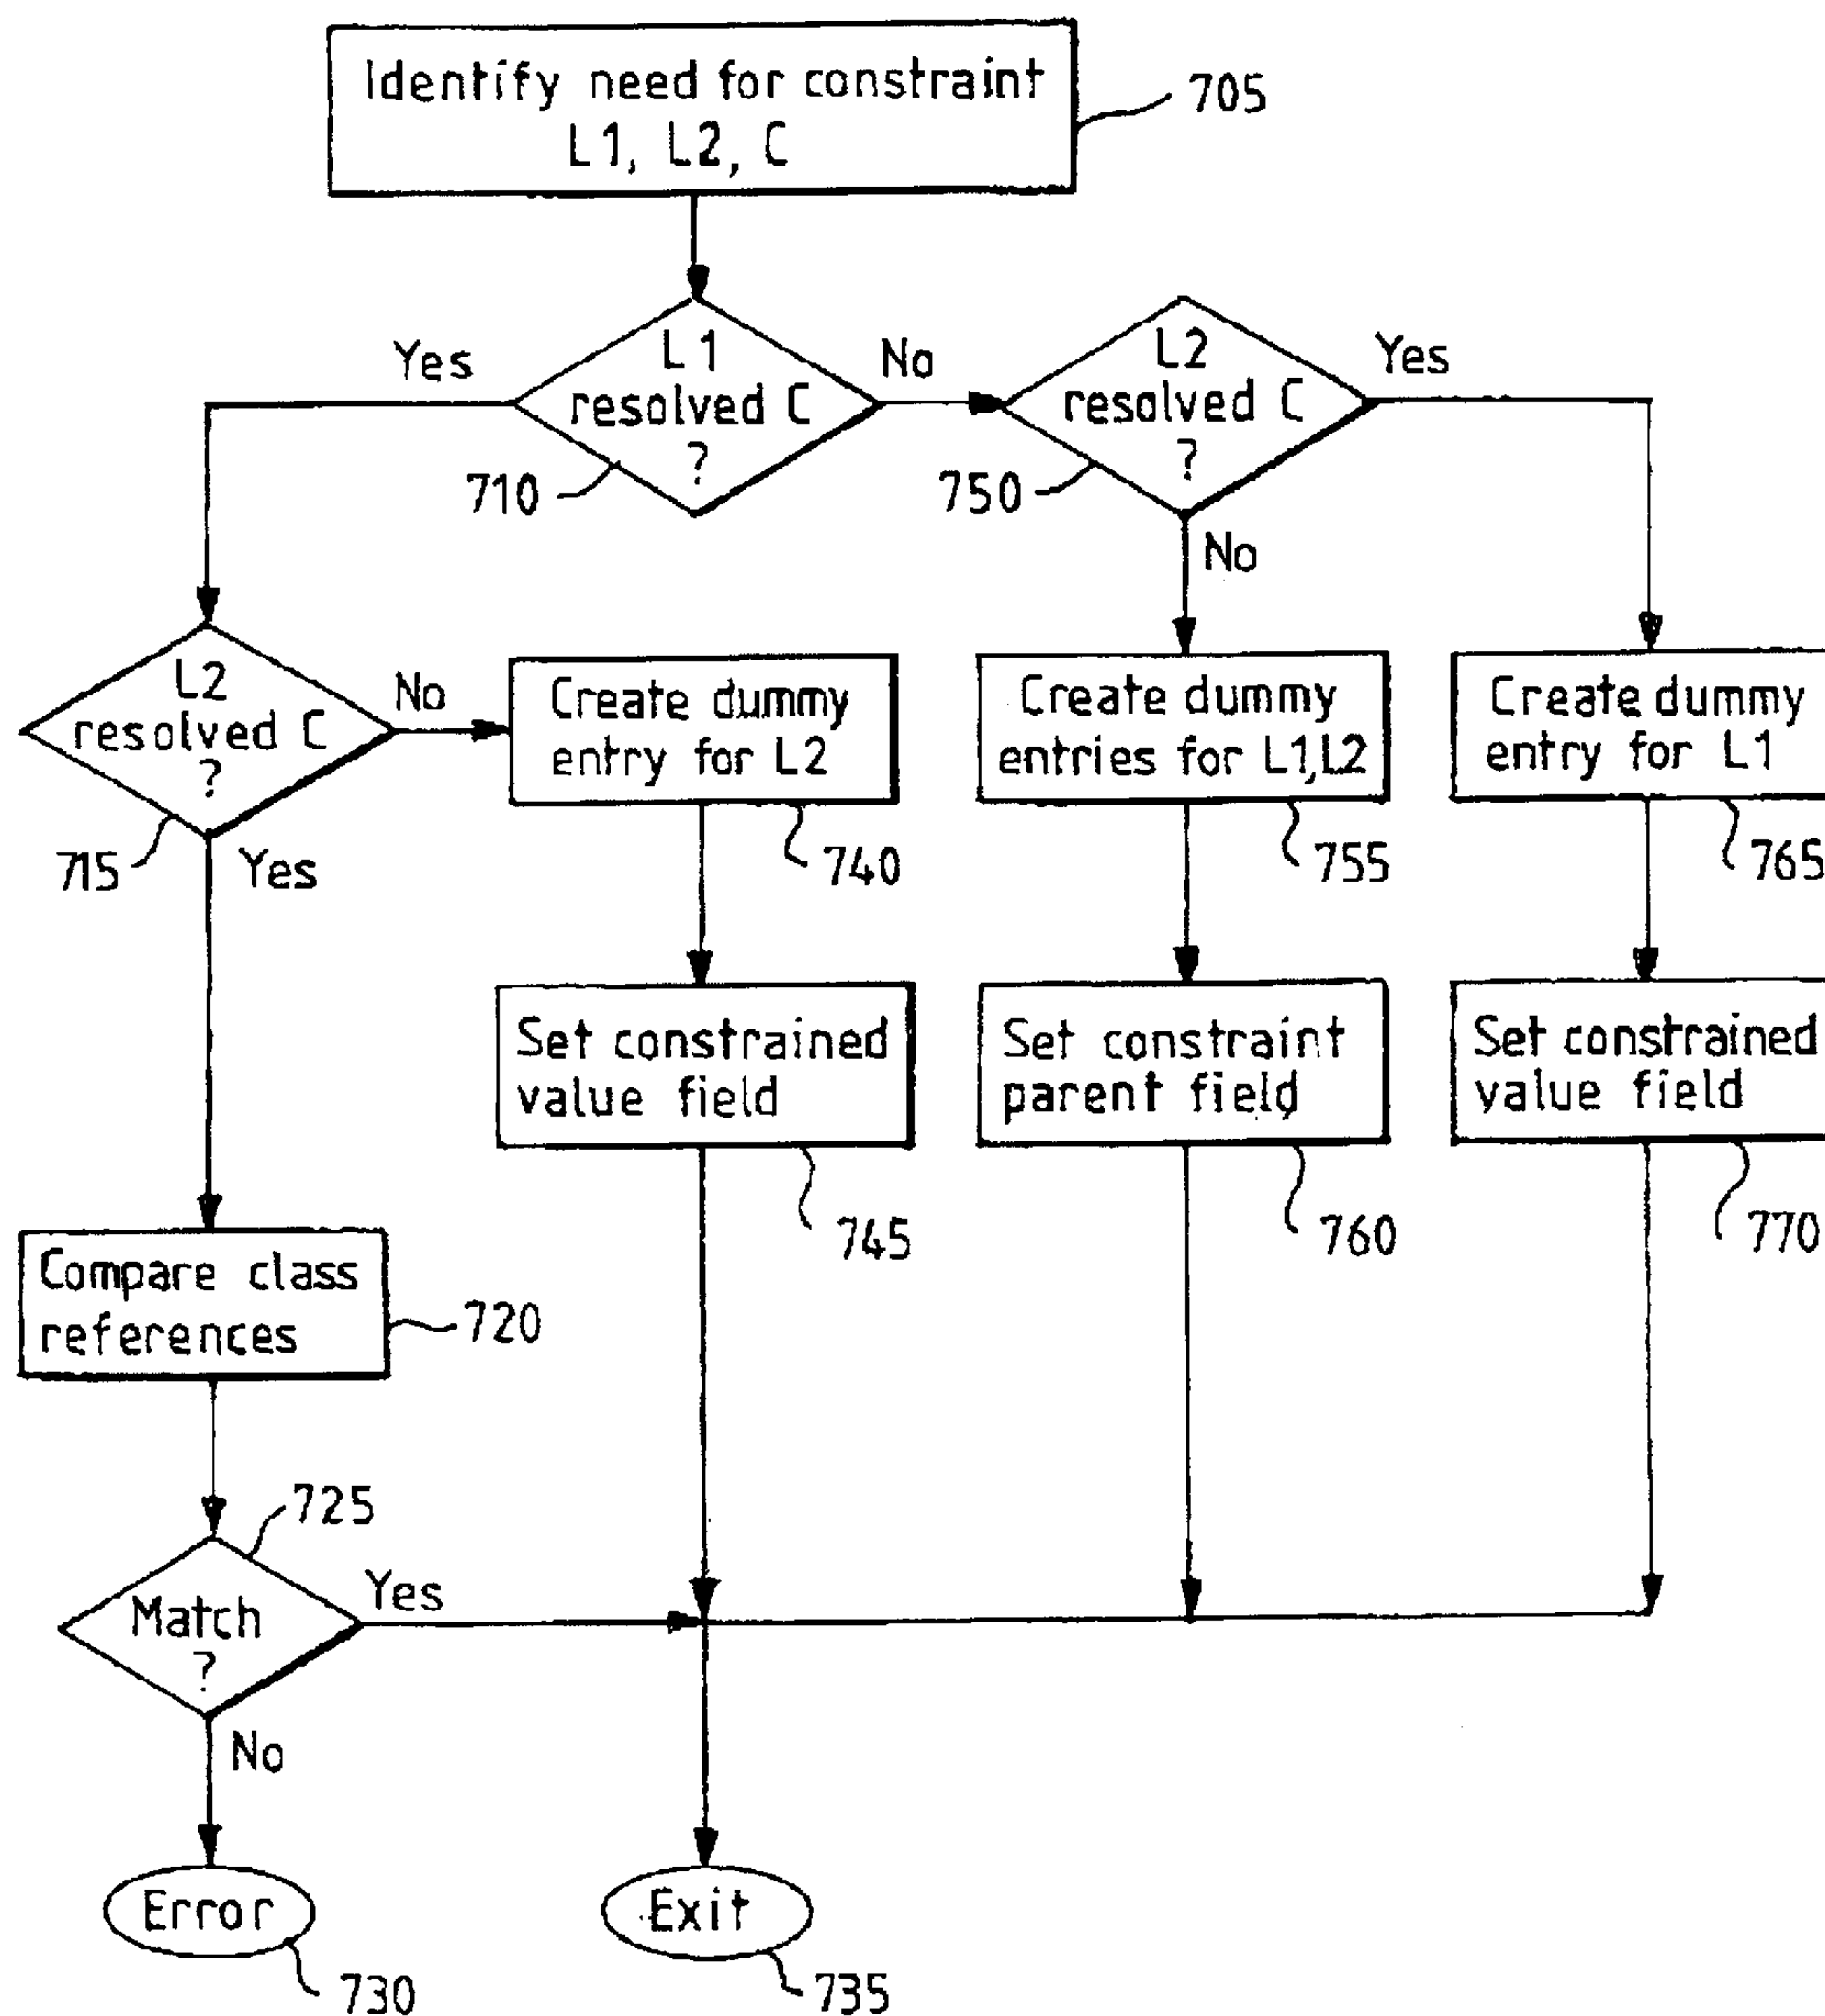 Identify need for constraint
L1, L2, C
705
Yes
L1
resolved C
?
No
710
L2
resolved C
?
Yes
750
No
L2
resolved C
?
No
715
Yes
Create dummy
entry for L2
740
Create dummy
entries for L1,L2
755
Create dummy
entry for L1
765
Set constrained
value field
745
Set constraint
parent field
760
Set constrained
value field
770
Compare class
references
720
725
Match
?
Yes
No
Error
730
Exit
735